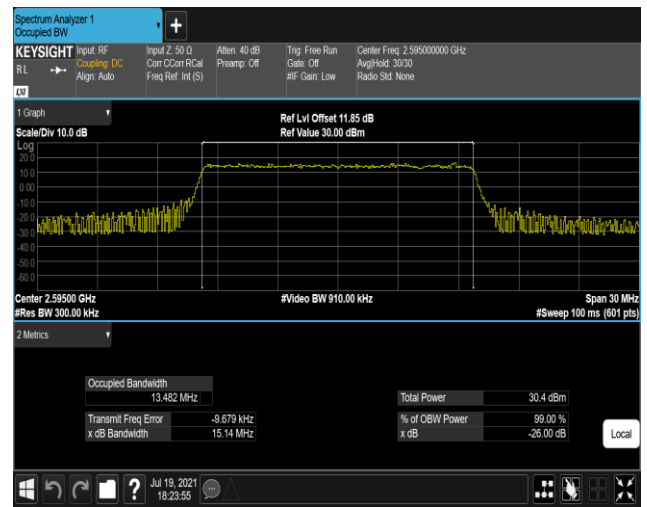 Spectrum Analyzer 1
Occupied BW
+
KEYSIGHT Input: RF Input Z: 50 Ω Atten: 40 dB Trig: Free Run Center Freq: 2.595000000 GHz
RL Coupling: DC Corr CCorr RCal Preamp: Off Gate: Off Avg|Hold: 30/30
Align: Auto Freq Ref: Int (S) #IF Gain: Low Radio Std: None
LXI
1 Graph Ref Lvl Offset 11.85 dB
Scale/Div 10.0 dB Ref Value 30.00 dBm
Log
20.0
10.0
0.00
-10.0
-20.0
-30.0
-40.0
-50.0
-60.0
Center 2.59500 GHz #Video BW 910.00 kHz Span 30 MHz
#Res BW 300.00 kHz #Sweep 100 ms (601 pts)
2 Metrics
Occupied Bandwidth
13.482 MHz Total Power 30.4 dBm
Transmit Freq Error -9.679 kHz % of OBW Power 99.00 %
x dB Bandwidth 15.14 MHz x dB -26.00 dB
Local
? Jul 19, 2021
18:23:55